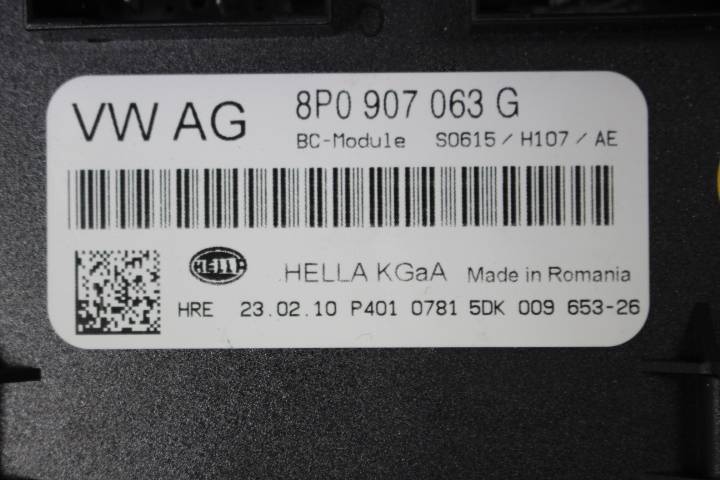 VW AG 8P0 907 063 G
BC-Module S0615 / H107 / AE
HELLA HELLA KGaA Made in Romania
HRE 23.02.10 P401 0781 5DK 009 653-26